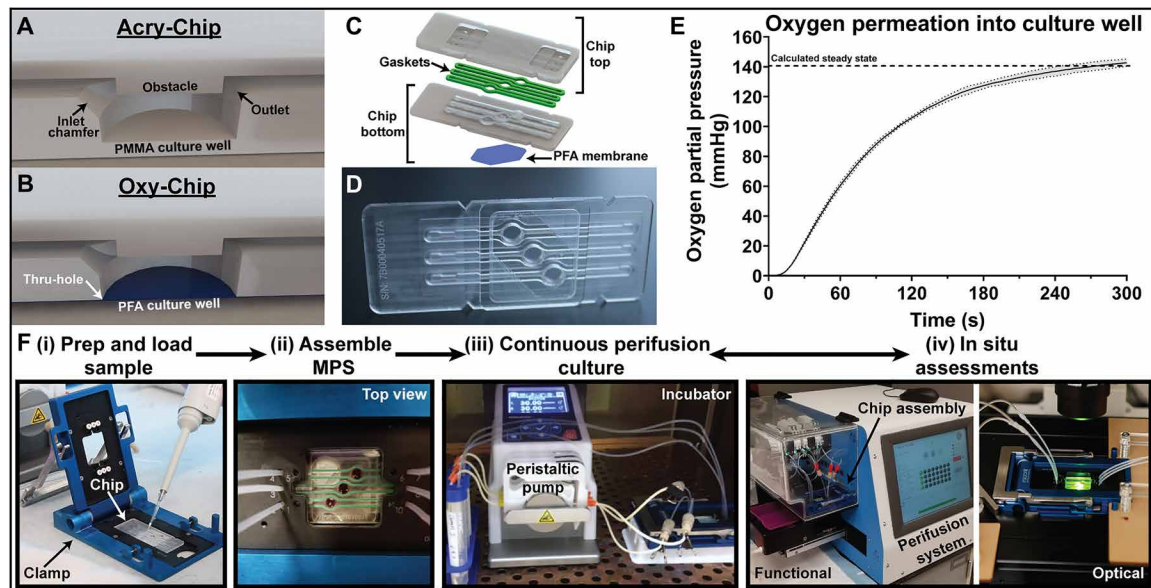 A
Acry-Chip
Obstacle
Inlet
chamfer
Outlet
PMMA culture well
B
Oxy-Chip
Thru-hole
PFA culture well
C
Gaskets
Chip
top
Chip
bottom
PFA membrane
D
S/N: 7B00040517A
E
Oxygen permeation into culture well
Oxygen partial pressure
(mmHg)
160
140
120
100
80
60
40
20
0
Calculated steady state
0 60 120 180 240 300
Time (s)
F
(i) Prep and load
sample
(ii) Assemble
MPS
(iii) Continuous perifusion
culture
(iv) In situ
assessments
Chip
Clamp
Top view
Incubator
30.00
30.00
Peristaltic
pump
Chip assembly
Perifusion
system
Functional
Optical